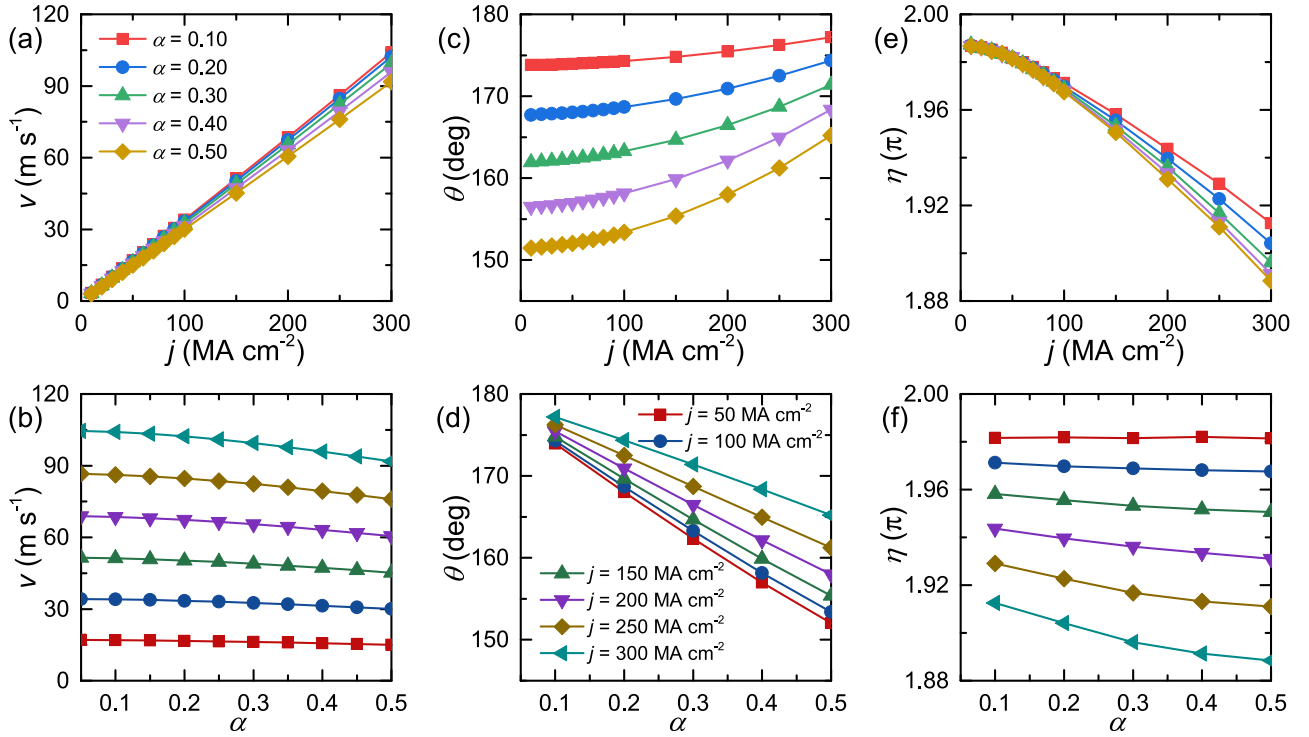 (a)
120
90
60
30
0
v (m s⁻¹)
α = 0.10
α = 0.20
α = 0.30
α = 0.40
α = 0.50
0 100 200 300
j (MA cm⁻²)
(c)
180
170
160
150
θ (deg)
0 100 200 300
j (MA cm⁻²)
(e)
2.00
1.96
1.92
1.88
η (π)
0 100 200 300
j (MA cm⁻²)
(b)
120
90
60
30
0
v (m s⁻¹)
0.1 0.2 0.3 0.4 0.5
α
(d)
180
170
160
150
θ (deg)
j = 50 MA cm⁻²
j = 100 MA cm⁻²
j = 150 MA cm⁻²
j = 200 MA cm⁻²
j = 250 MA cm⁻²
j = 300 MA cm⁻²
0.1 0.2 0.3 0.4 0.5
α
(f)
2.00
1.96
1.92
1.88
η (π)
0.1 0.2 0.3 0.4 0.5
α